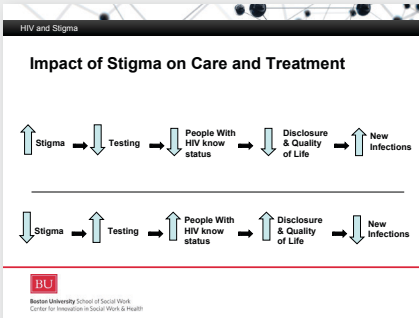 HIV and Stigma
Impact of Stigma on Care and Treatment
Stigma
Testing
People With
HIV know
status
Disclosure
& Quality
of Life
New
Infections
Stigma
Testing
People With
HIV know
status
Disclosure
& Quality
of Life
New
Infections
BU
Boston University School of Social Work
Center for Innovation in Social Work & Health